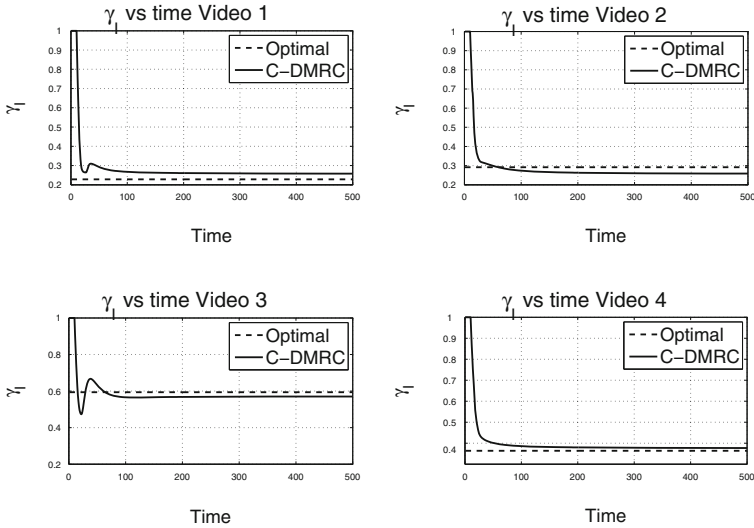 γI vs time Video 1
1
0.9
0.8
0.7
0.6
0.5
0.4
0.3
0.2
0 100 200 300 400 500
γI
Time
Optimal
C-DMRC
γI vs time Video 2
1
0.9
0.8
0.7
0.6
0.5
0.4
0.3
0.2
0 100 200 300 400 500
γI
Time
Optimal
C-DMRC
γI vs time Video 3
1
0.8
0.6
0.4
0.2
0 100 200 300 400 500
γI
Time
Optimal
C-DMRC
γI vs time Video 4
1
0.9
0.8
0.7
0.6
0.5
0.4
0 100 200 300 400 500
γI
Time
Optimal
C-DMRC